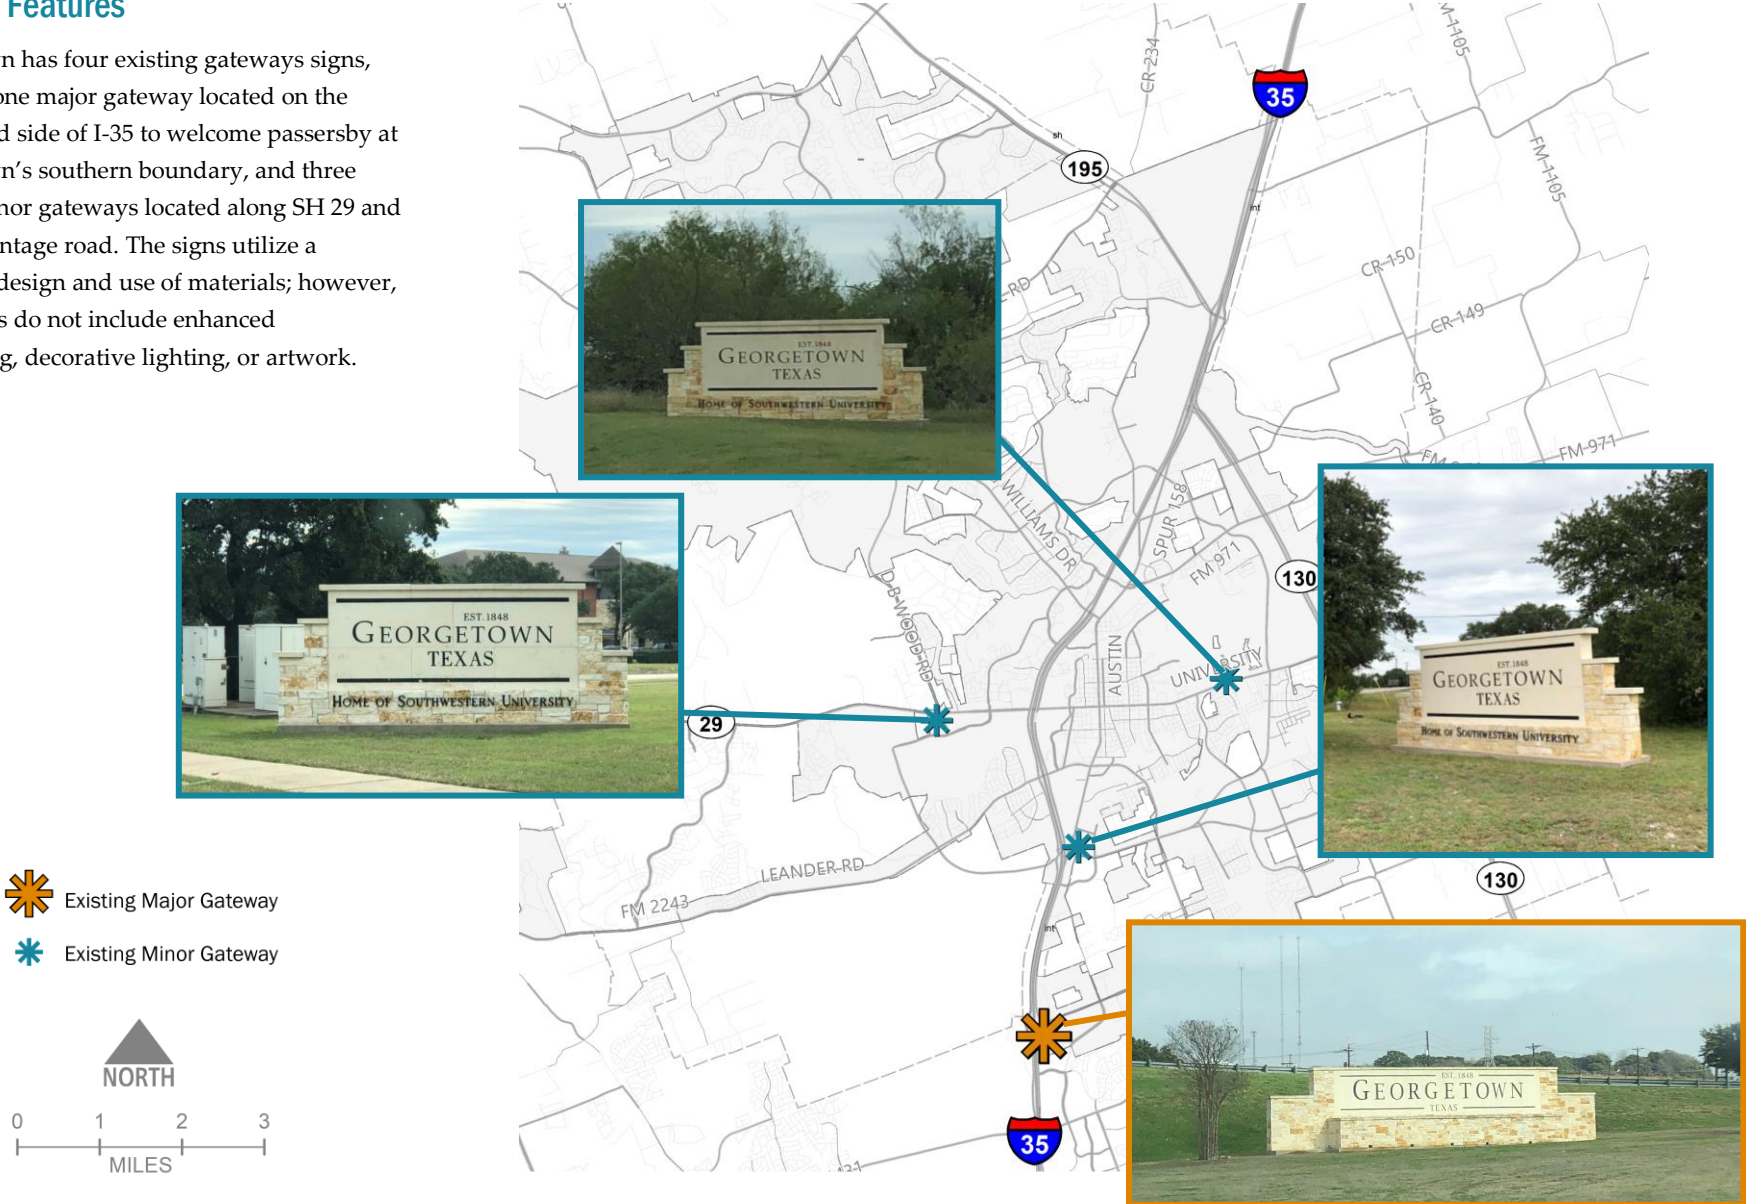 Features
n has four existing gateways signs,
one major gateway located on the
d side of I-35 to welcome passersby at
n's southern boundary, and three
nor gateways located along SH 29 and
ntage road. The signs utilize a
design and use of materials; however,
s do not include enhanced
g, decorative lighting, or artwork.
CR-234
FM-1105
35
sh
195
FM-1105
int
CR-150
RD
CR-149
CR-140
FM-971
EST. 1848
GEORGETOWN
TEXAS
HOME OF SOUTHWESTERN UNIVERSITY
WILLIAMS DR
SPUR 158
FM 971
130
D-B-WOOD-RD
AUSTIN
UNIVERSITY
29
EST. 1848
GEORGETOWN
TEXAS
HOME OF SOUTHWESTERN UNIVERSITY
EST. 1848
GEORGETOWN
TEXAS
HOME OF SOUTHWESTERN UNIVERSITY
LEANDER-RD
FM 2243
130
int
Existing Major Gateway
Existing Minor Gateway
EST. 1848
GEORGETOWN
TEXAS
NORTH
0 1 2 3
MILES
35